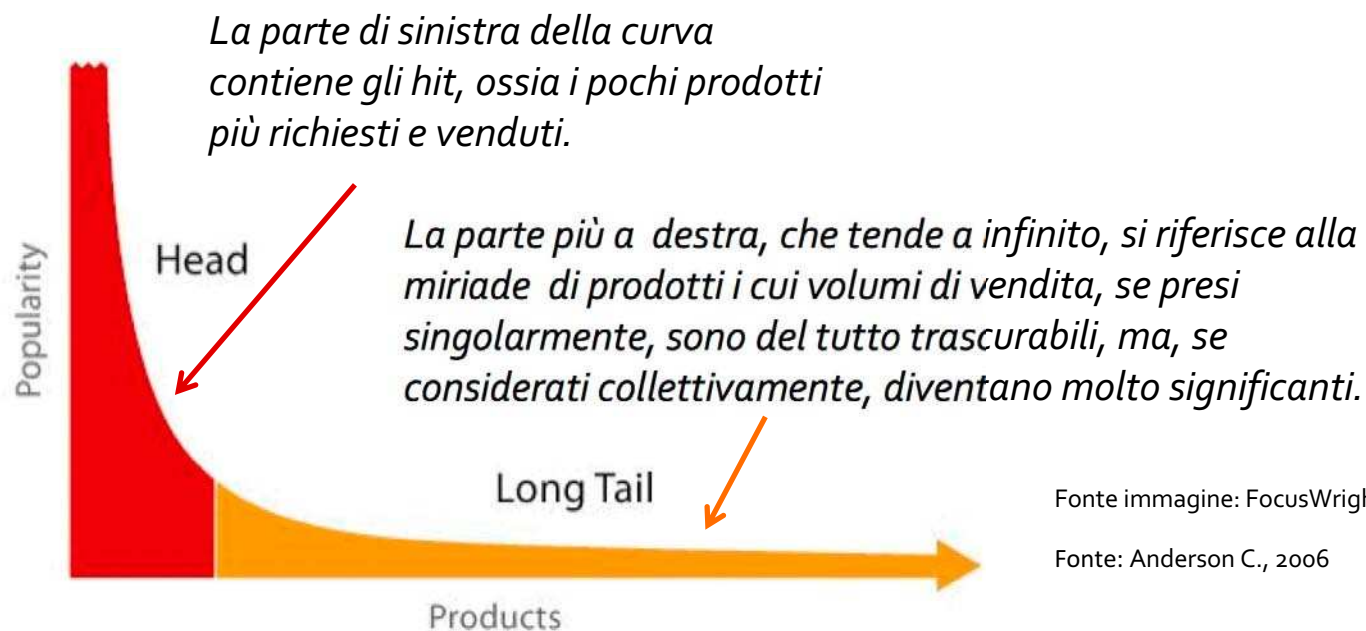 La parte di sinistra della curva
contiene gli hit, ossia i pochi prodotti
più richiesti e venduti.
Popularity
Head
La parte più a destra, che tende a infinito, si riferisce alla
miriade di prodotti i cui volumi di vendita, se presi
singolarmente, sono del tutto trascurabili, ma, se
considerati collettivamente, diventano molto significanti.
Long Tail
Fonte immagine: FocusWrigh
Fonte: Anderson C., 2006
Products